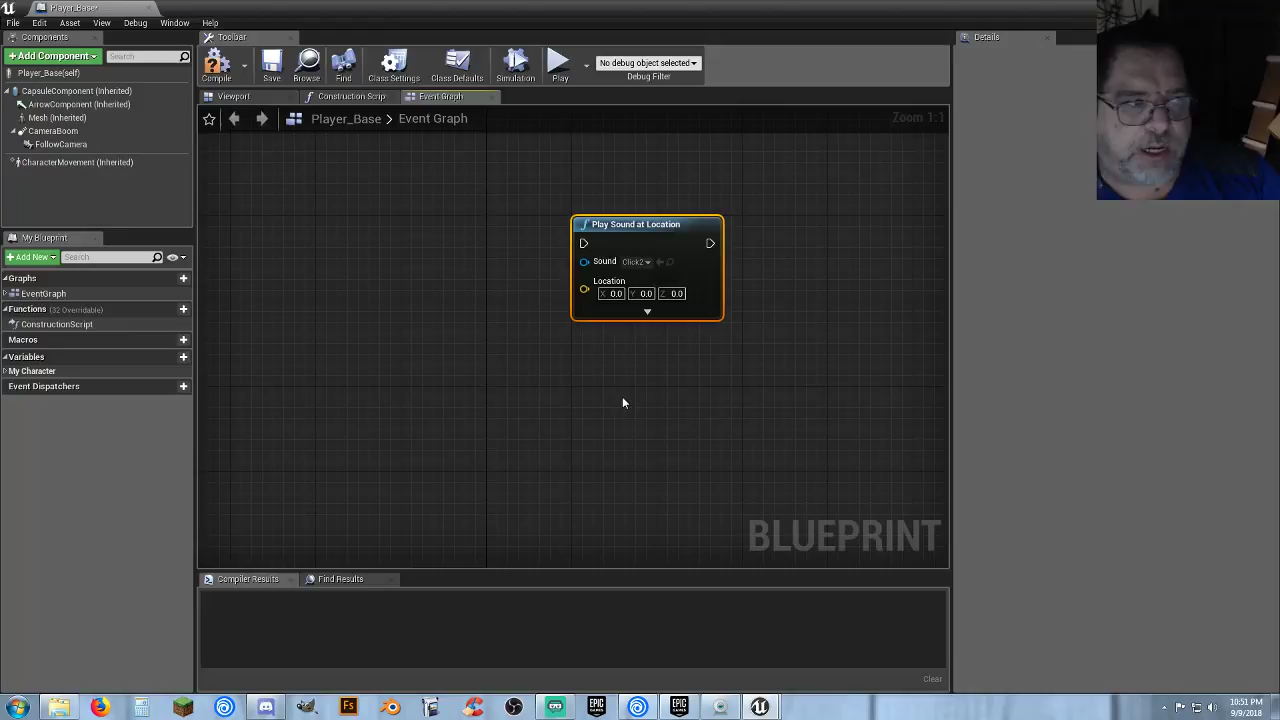 Player_Base*
File Edit Asset View Debug Window Help
Components
+ Add Component
Search
Player_Base(self)
CapsuleComponent (Inherited)
ArrowComponent (Inherited)
Mesh (Inherited)
CameraBoom
FollowCamera
CharacterMovement (Inherited)
My Blueprint
+ Add New
Search
Graphs
EventGraph
Functions (32 Overridable)
ConstructionScript
Macros
Variables
My Character
Event Dispatchers
Toolbar
Compile Save Browse Find Class Settings Class Defaults Simulation Play
No debug object selected
Debug Filter
Viewport Construction Scrip Event Graph
Player_Base > Event Graph
Zoom 1:1
Play Sound at Location
Sound Click2
Location
X 0.0 Y 0.0 Z 0.0
BLUEPRINT
Compiler Results Find Results
Clear
Details
Fs
EPIC GAMES
EPIC GAMES
10:51 PM
9/9/2018